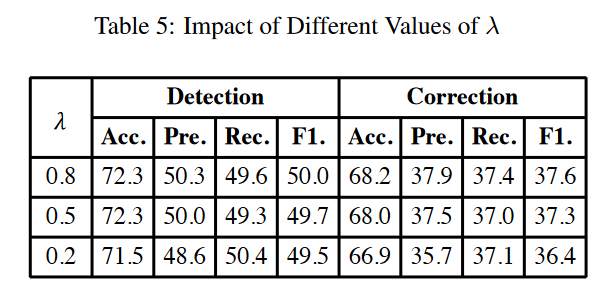 Table 5: Impact of Different Values of λ
λ Detection Correction
Acc. Pre. Rec. F1. Acc. Pre. Rec. F1.
0.8 72.3 50.3 49.6 50.0 68.2 37.9 37.4 37.6
0.5 72.3 50.0 49.3 49.7 68.0 37.5 37.0 37.3
0.2 71.5 48.6 50.4 49.5 66.9 35.7 37.1 36.4